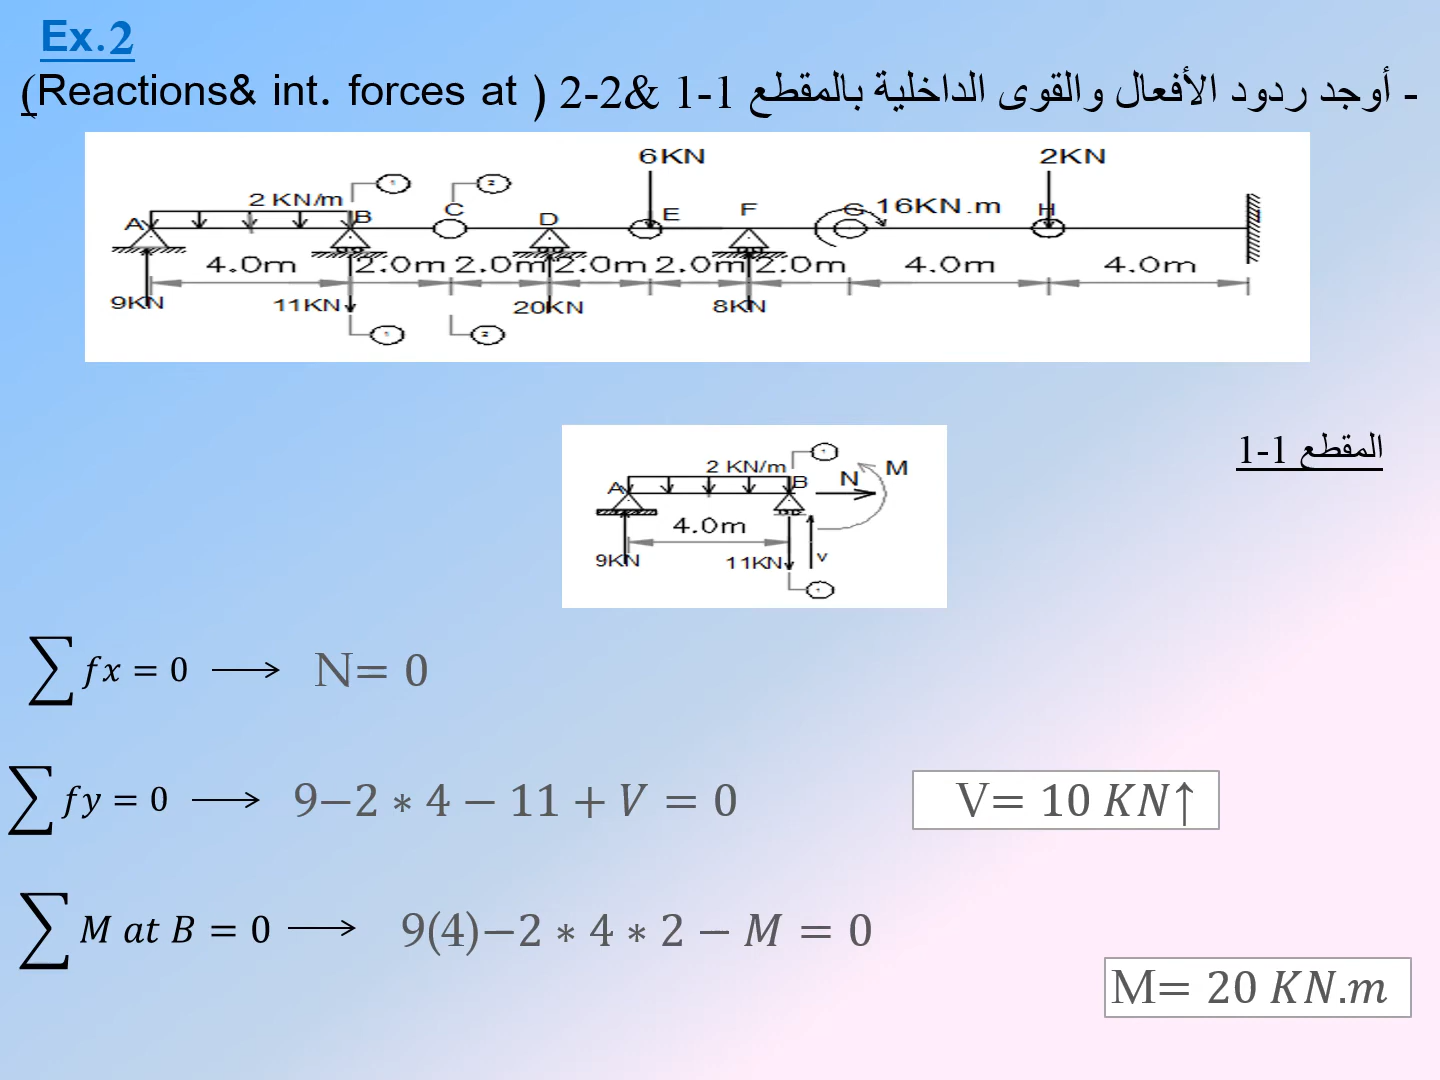 Ex.2
- أوجد ردود الأفعال والقوى الداخلية بالمقطع 1-1 &2-2 ( Reactions& int. forces at)
6KN 2KN
1 2
2 KN/m A B C D E F G 16KN.m H
4.0m 2.0m 2.0m 2.0m 2.0m 2.0m 4.0m 4.0m
9KN 11KN 20KN 8KN
1 2
المقطع 1-1
1
2 KN/m A B N M
4.0m
9KN 11KN v
1
∑ fx = 0 ⟶ N= 0
∑ fy = 0 ⟶ 9−2 ∗ 4 − 11 + V = 0 V= 10 KN↑
∑ M at B = 0 ⟶ 9(4)−2 ∗ 4 ∗ 2 − M = 0
M= 20 KN.m